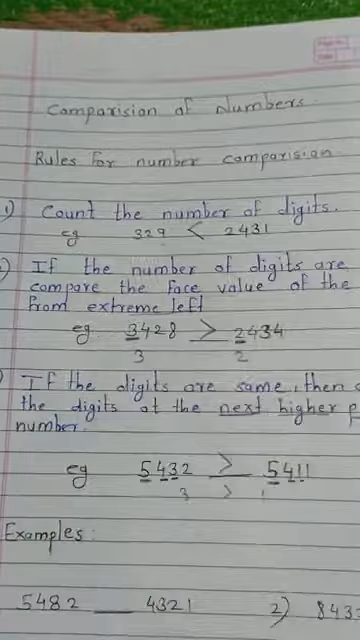 Comparision of Numbers
Rules for number comparision
1) Count the number of digits.
eg 329 < 2431
If the number of digits are
compare the face value of the
from extreme left
eg 3428 > 2434
3 2
If the digits are same, then
the digits at the next higher
number.
eg 5432 > 5411
3 > 1
Examples:
5482 __ 4321 2) 843